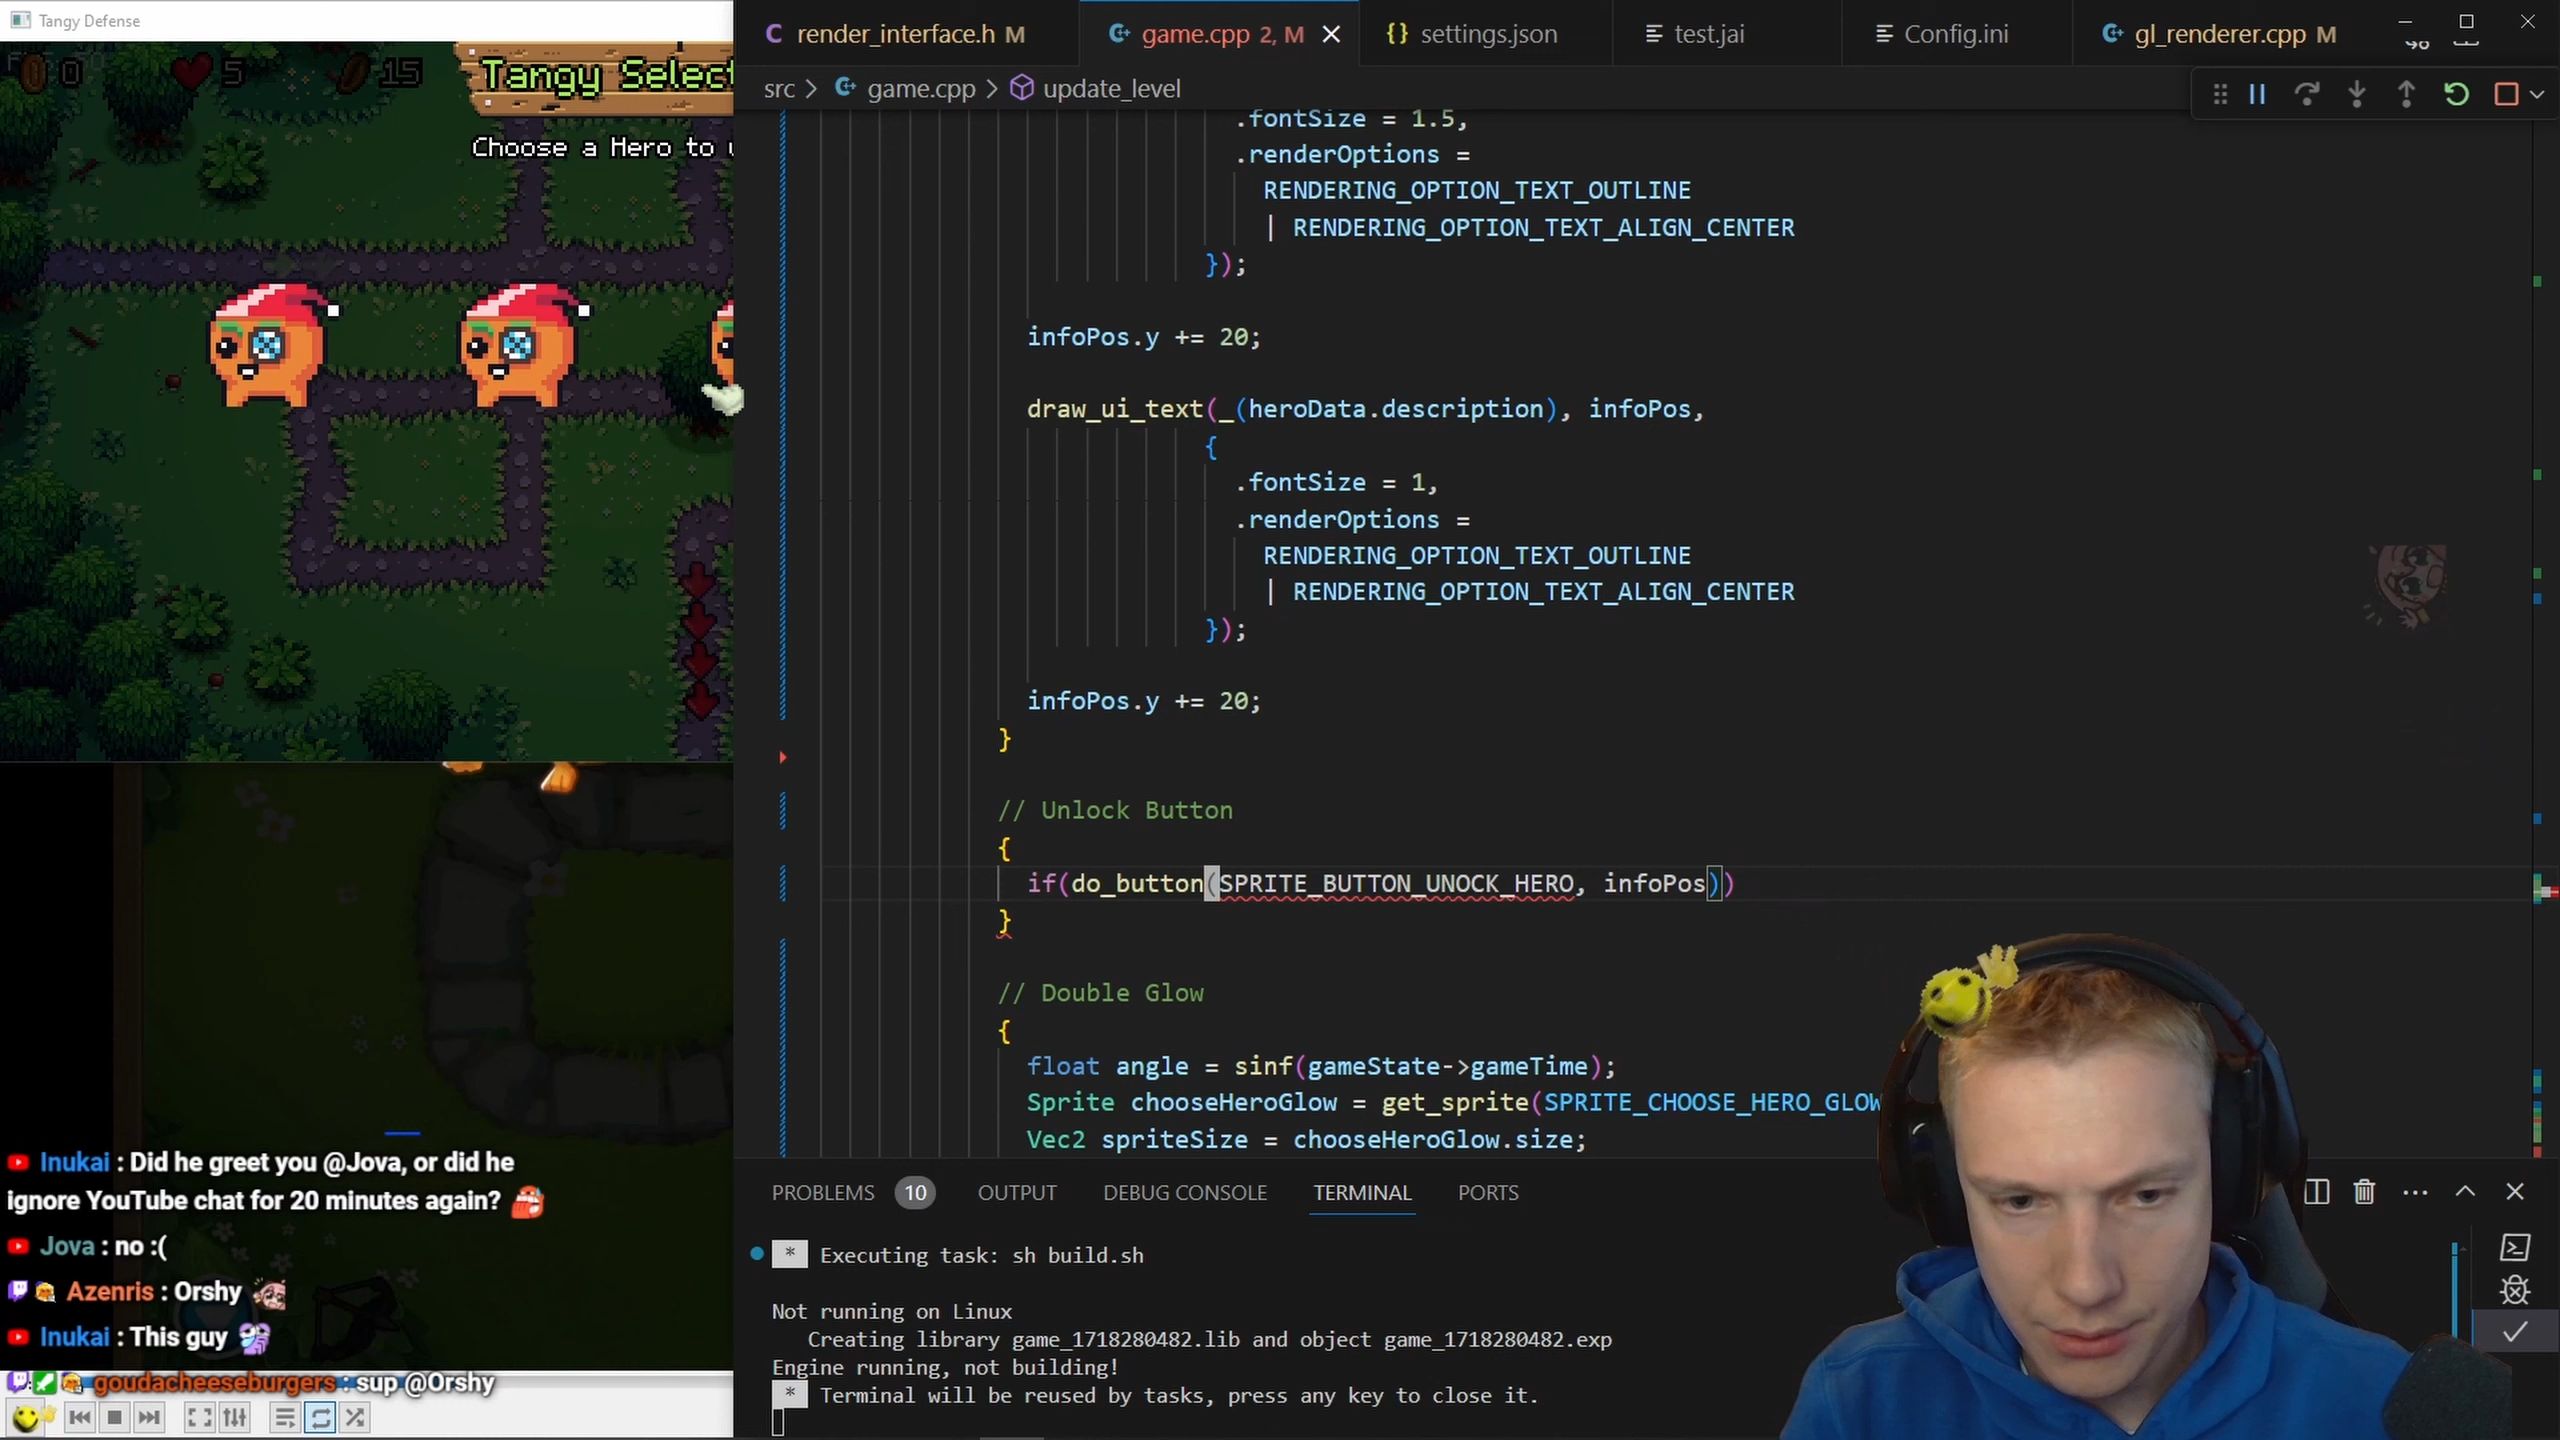 Tangy Defense
0 5 15
Tangy Select
Choose a Hero to u
render_interface.h M
game.cpp 2, M
settings.json
test.jai
Config.ini
gl_renderer.cpp M
src > game.cpp > update_level
.fontSize = 1.5,
.renderOptions =
RENDERING_OPTION_TEXT_OUTLINE
| RENDERING_OPTION_TEXT_ALIGN_CENTER
});
infoPos.y += 20;
draw_ui_text(_(heroData.description), infoPos,
{
.fontSize = 1,
.renderOptions =
RENDERING_OPTION_TEXT_OUTLINE
| RENDERING_OPTION_TEXT_ALIGN_CENTER
});
infoPos.y += 20;
}
// Unlock Button
{
if(do_button(SPRITE_BUTTON_UNOCK_HERO, infoPos))
}
// Double Glow
{
float angle = sinf(gameState->gameTime);
Sprite chooseHeroGlow = get_sprite(SPRITE_CHOOSE_HERO_GLOW
Vec2 spriteSize = chooseHeroGlow.size;
PROBLEMS 10 OUTPUT DEBUG CONSOLE TERMINAL PORTS
* Executing task: sh build.sh
Not running on Linux
Creating library game_1718280482.lib and object game_1718280482.exp
Engine running, not building!
* Terminal will be reused by tasks, press any key to close it.
Inukai : Did he greet you @Jova, or did he
ignore YouTube chat for 20 minutes again?
Jova : no :(
Azenris : Orshy
Inukai : This guy
goudacheeseburgers : sup @Orshy